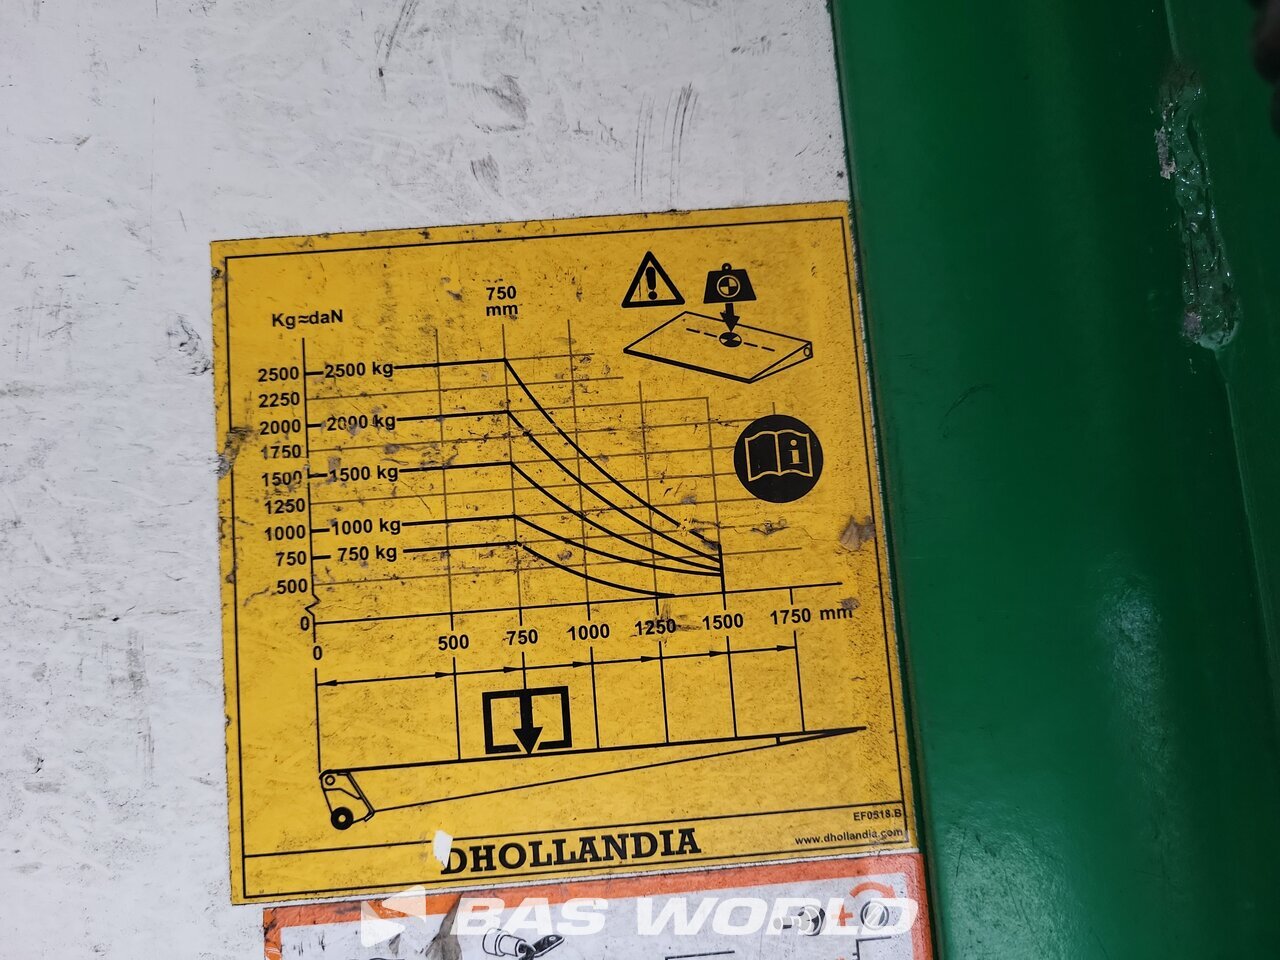 750
mm
Kg≈daN
2500
2500 kg
2250
2000
2000 kg
1750
1500
1500 kg
1250
1000
1000 kg
750
750 kg
500
0
0
500
750
1000
1250
1500
1750 mm
i
EF0518.B
DHOLLANDIA
www.dhollandia.com
BAS WORLD